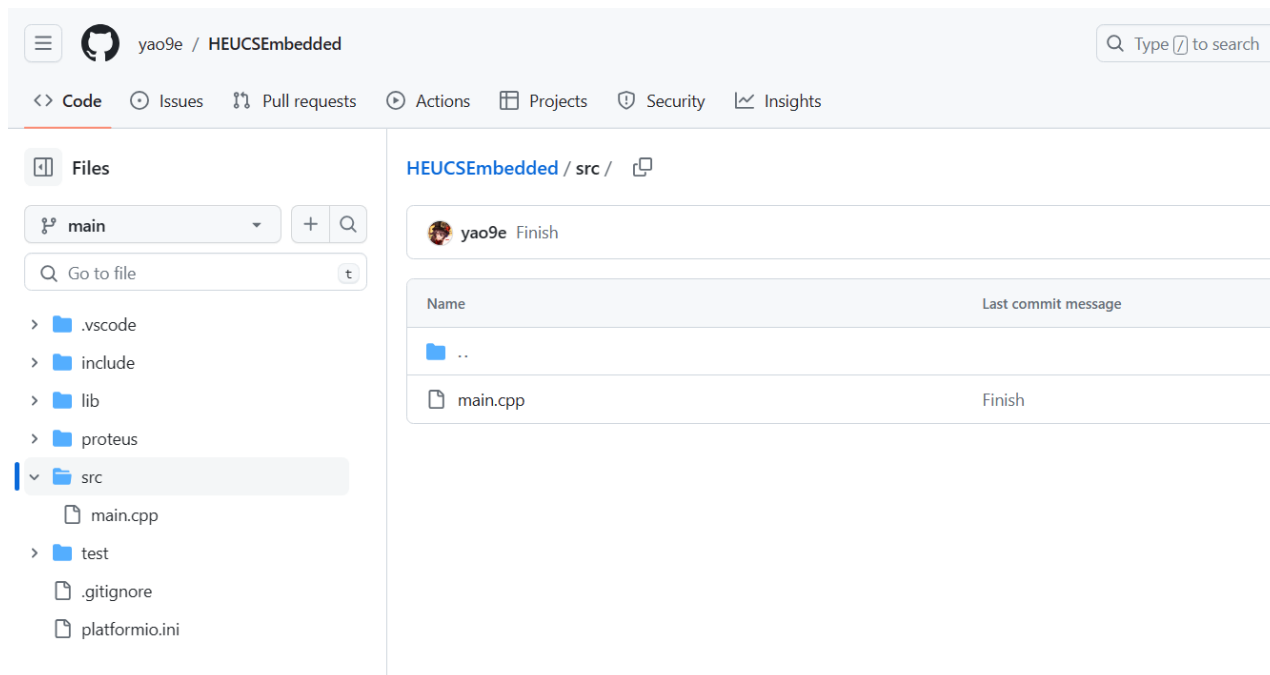 yao9e / HEUCSEmbedded
Type / to search
Code Issues Pull requests Actions Projects Security Insights
Files
main
Go to file t
.vscode
include
lib
proteus
src
main.cpp
test
.gitignore
platformio.ini
HEUCSEmbedded / src /
yao9e Finish
Name Last commit message
..
main.cpp Finish